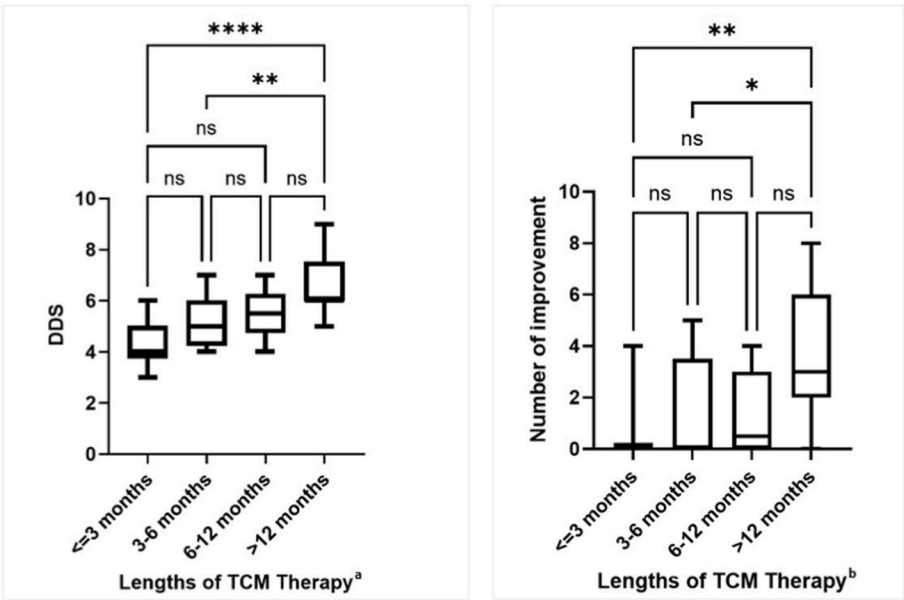 ****
**
ns
ns ns ns
10
8
6
4
2
0
DDS
<=3 months
3-6 months
6-12 months
>12 months
Lengths of TCM Therapyᵃ
**
*
ns
ns ns ns
10
8
6
4
2
0
Number of improvement
<=3 months
3-6 months
6-12 months
>12 months
Lengths of TCM Therapyᵇ